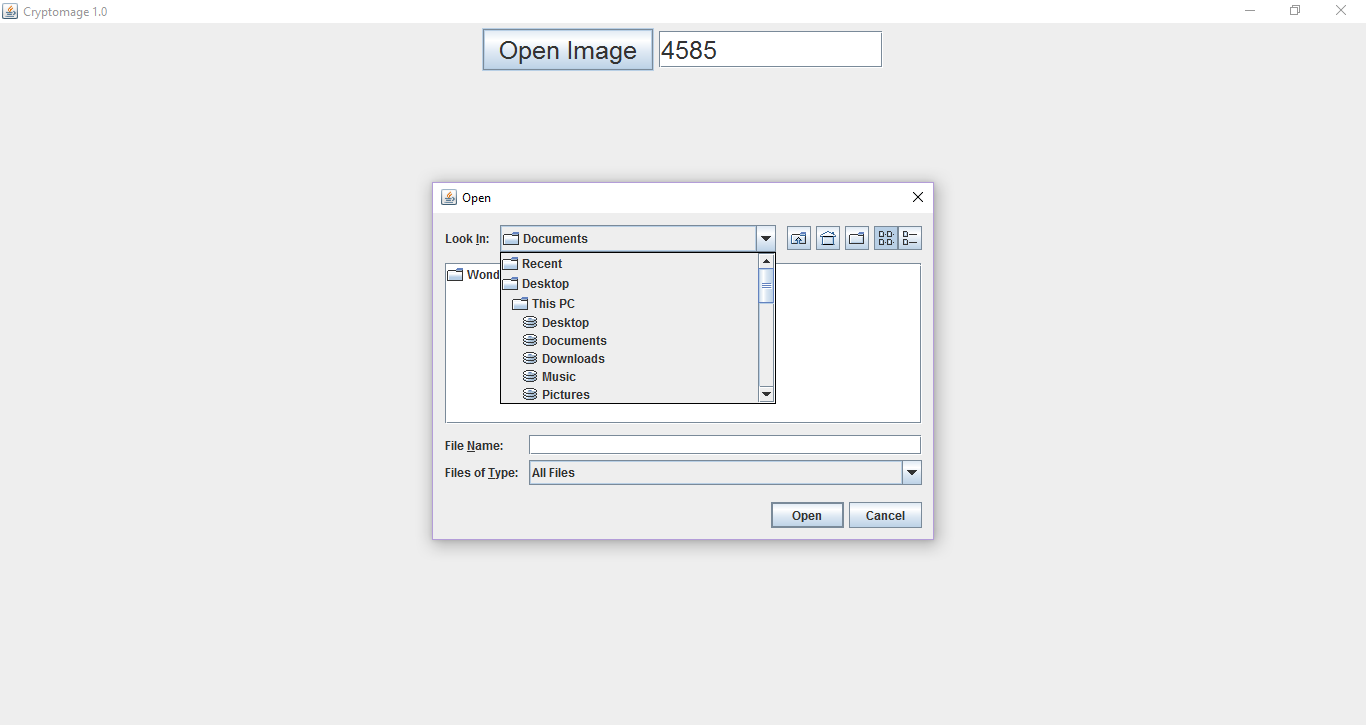 Cryptomage 1.0
Open Image 4585
Open
Look In: Documents
Recent
Wond
Desktop
This PC
Desktop
Documents
Downloads
Music
Pictures
File Name:
Files of Type: All Files
Open Cancel